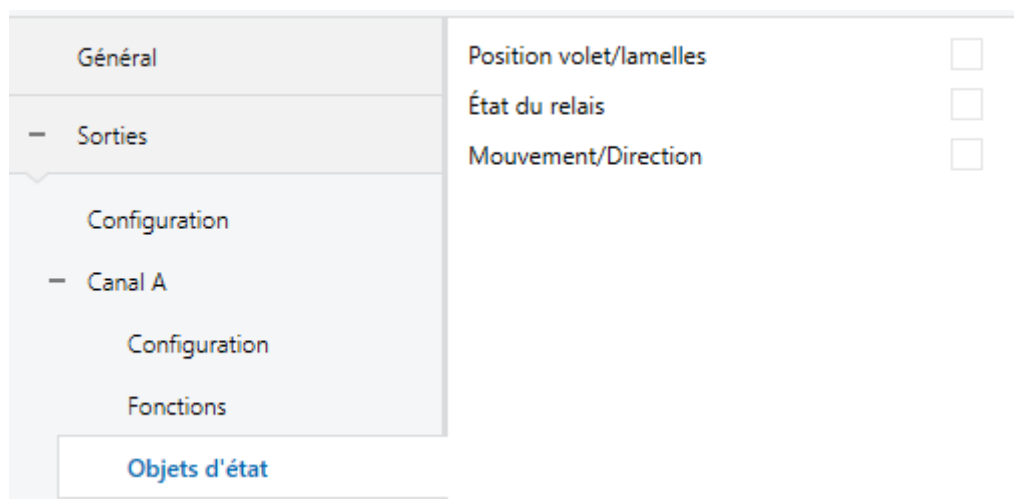 Général
Sorties
Configuration
Canal A
Configuration
Fonctions
Objets d'état
Position volet/lamelles
État du relais
Mouvement/Direction